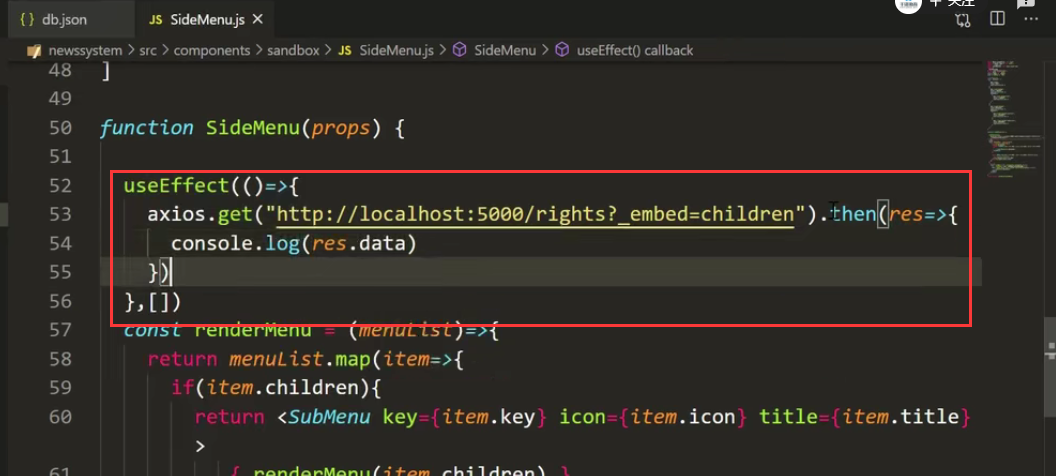 { } db.json
JS SideMenu.js ×
+ 关注
newssystem > src > components > sandbox > JS SideMenu.js > SideMenu > useEffect() callback
48 ]
49
50 function SideMenu(props) {
51
52 useEffect(()=>{
53 axios.get("http://localhost:5000/rights?_embed=children").then(res=>{
54 console.log(res.data)
55 })
56 },[])
57 const renderMenu = (menuList)=>{
58 return menuList.map(item=>{
59 if(item.children){
60 return <SubMenu key={item.key} icon={item.icon} title={item.title}
>
61 { renderMenu(item.children) }